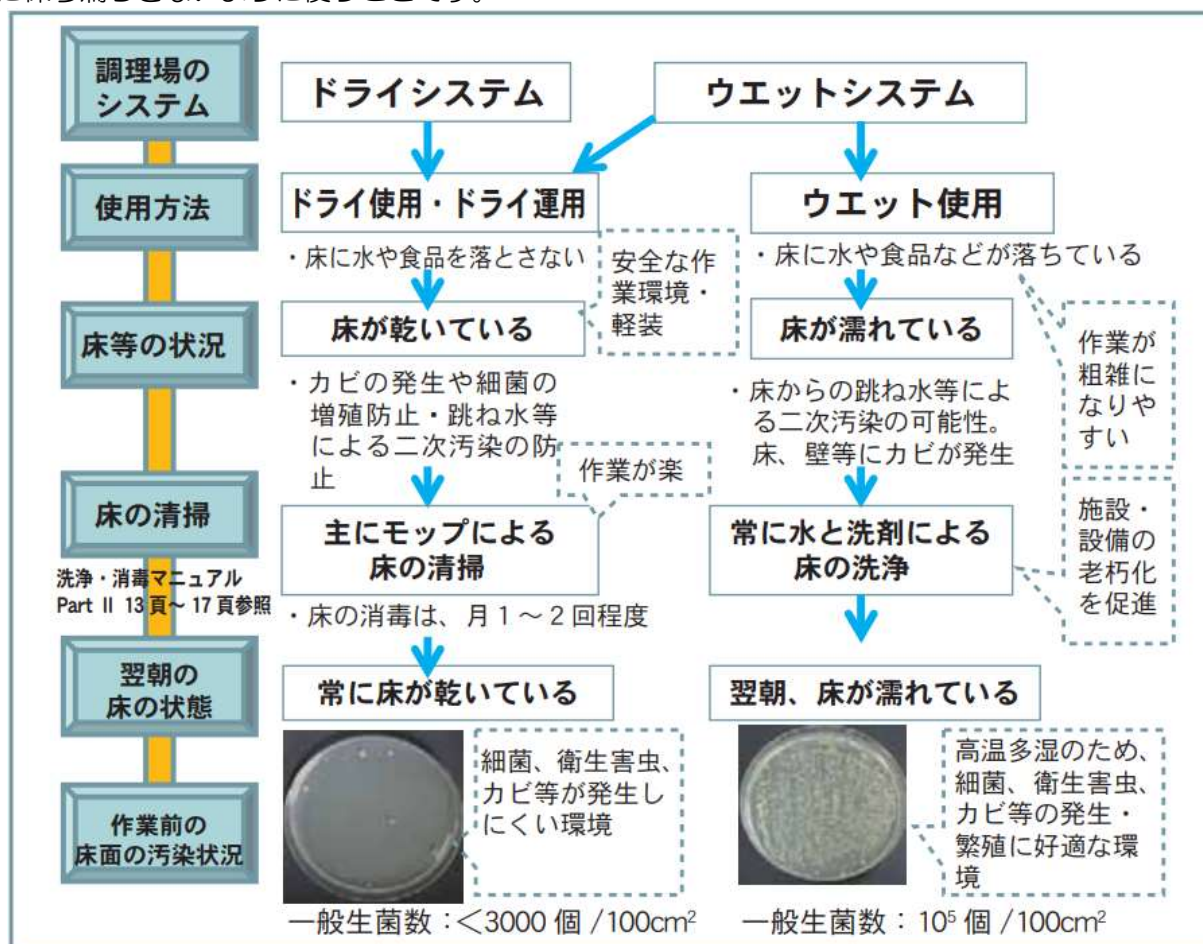 調理場の
システム
ドライシステム
ウエットシステム
使用方法
ドライ使用・ドライ運用
ウエット使用
・床に水や食品を落とさない
安全な作
業環境・
軽装
・床に水や食品などが落ちている
床等の状況
床が乾いている
床が濡れている
作業が
粗雑に
なりや
すい
・カビの発生や細菌の
増殖防止・跳ね水等
による二次汚染の防
止
作業が楽
・床からの跳ね水等によ
る二次汚染の可能性。
床、壁等にカビが発生
床の清掃
主にモップによる
床の清掃
常に水と洗剤による
床の洗浄
施設・
設備の
老朽化
を促進
洗浄・消毒マニュアル
Part II 13 頁~ 17 頁参照
・床の消毒は、月1~2回程度
翌朝の
床の状態
常に床が乾いている
翌朝、床が濡れている
作業前の
床面の汚染状況
細菌、衛生害虫、
カビ等が発生し
にくい環境
高温多湿のため、
細菌、衛生害虫、
カビ等の発生・
繁殖に好適な環
境
一般生菌数:<3000 個 /100cm²
一般生菌数:10⁵ 個 /100cm²